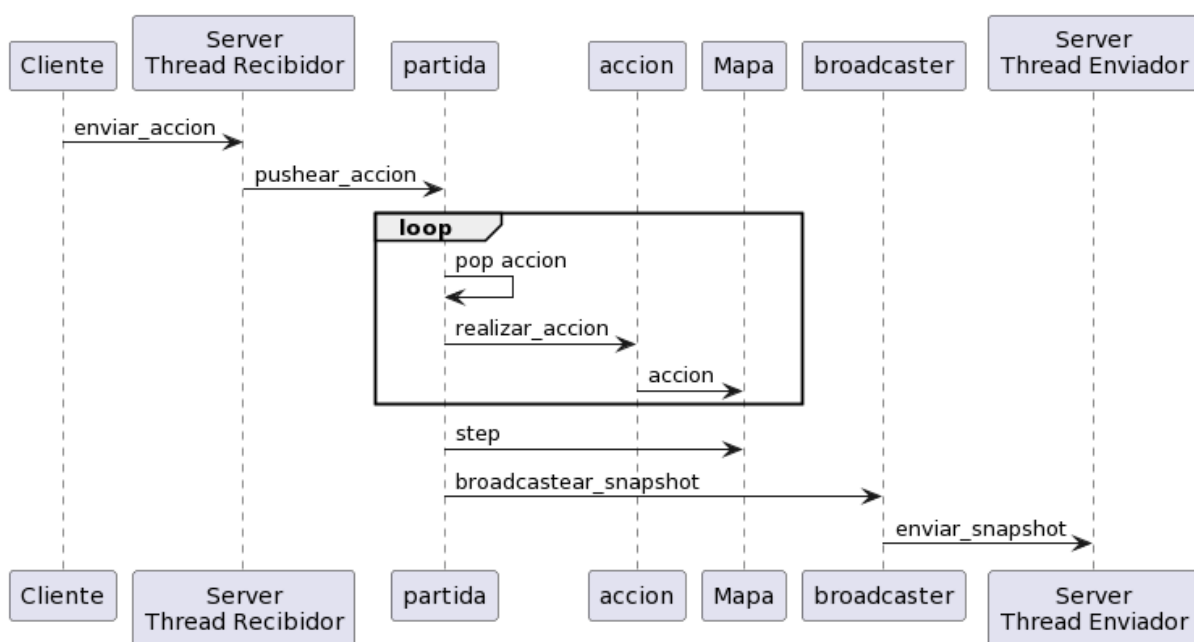 Cliente
Server
Thread Recibidor
partida
accion
Mapa
broadcaster
Server
Thread Enviador
enviar_accion
pushear_accion
loop
pop accion
realizar_accion
accion
step
broadcastear_snapshot
enviar_snapshot
Cliente
Server
Thread Recibidor
partida
accion
Mapa
broadcaster
Server
Thread Enviador